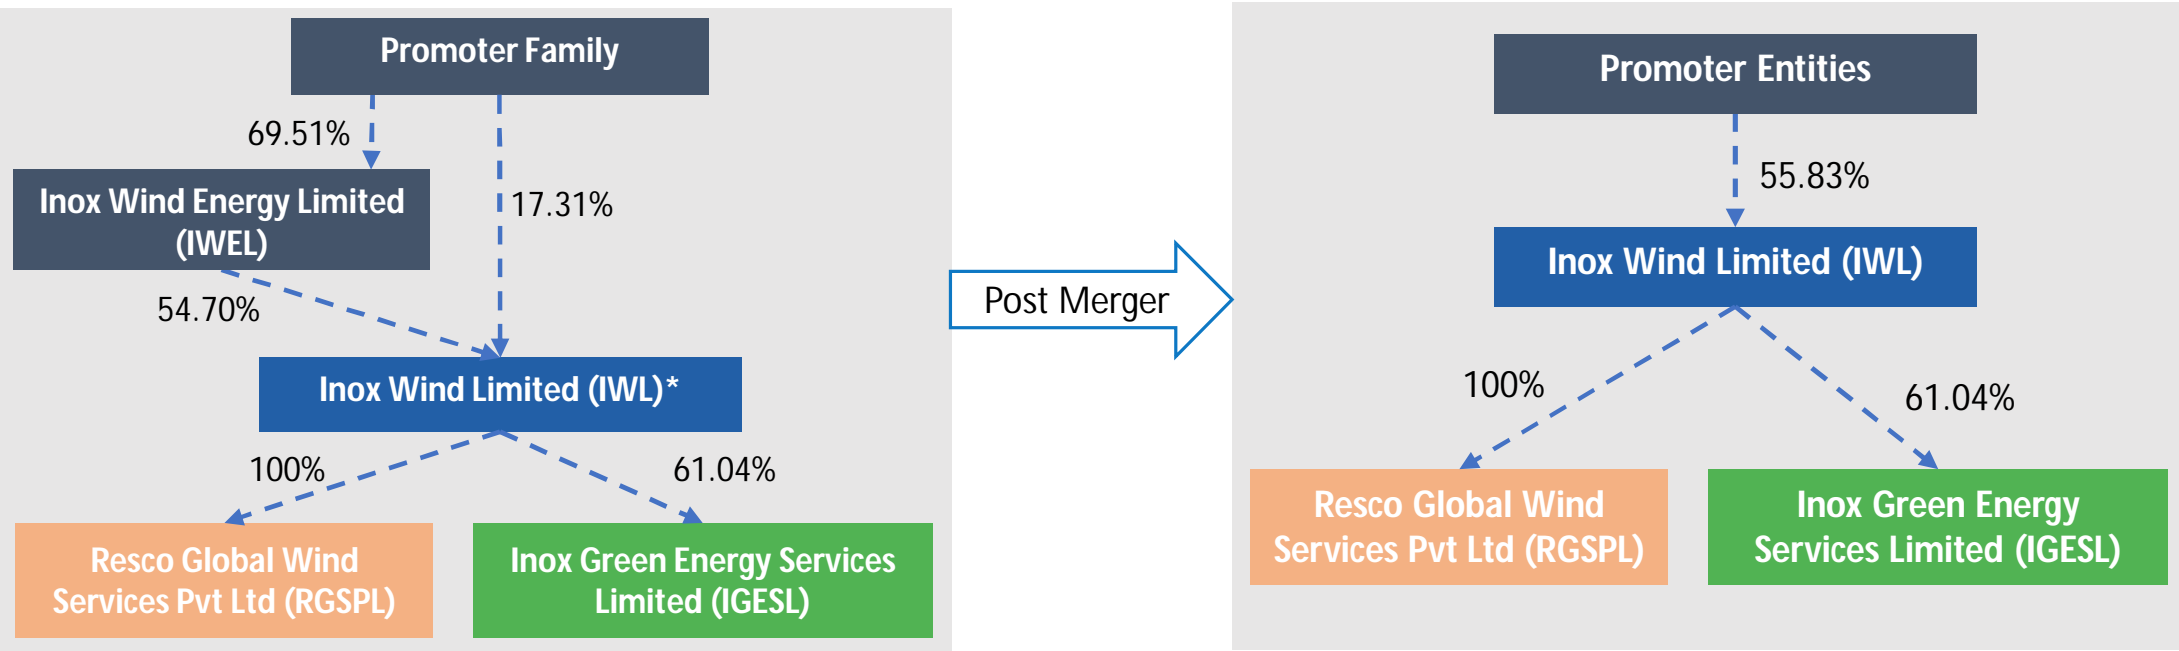 Promoter Family
69.51%
17.31%
Inox Wind Energy Limited
(IWEL)
54.70%
Inox Wind Limited (IWL)*
100%
61.04%
Resco Global Wind
Services Pvt Ltd (RGSPL)
Inox Green Energy Services
Limited (IGESL)
Post Merger
Promoter Entities
55.83%
Inox Wind Limited (IWL)
100%
61.04%
Resco Global Wind
Services Pvt Ltd (RGSPL)
Inox Green Energy
Services Limited (IGESL)